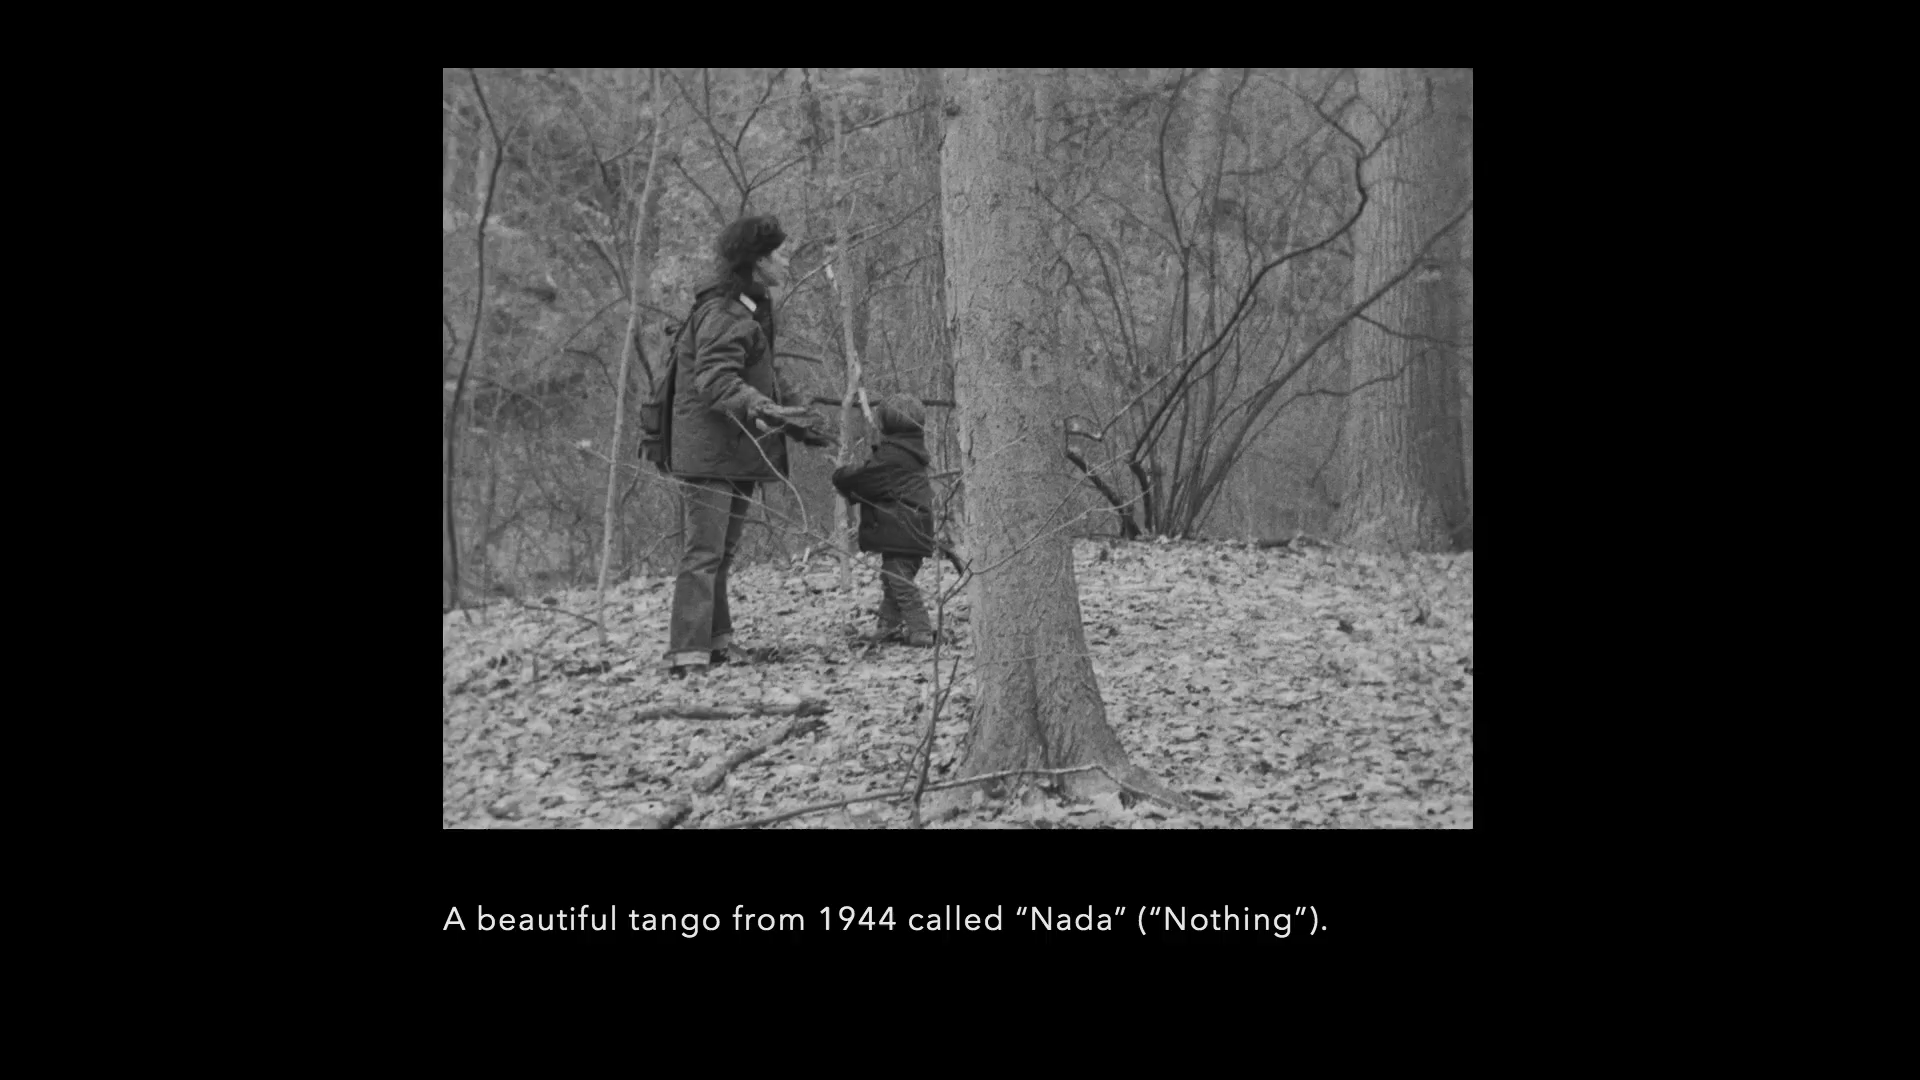 A beautiful tango from 1944 called “Nada” (“Nothing”).